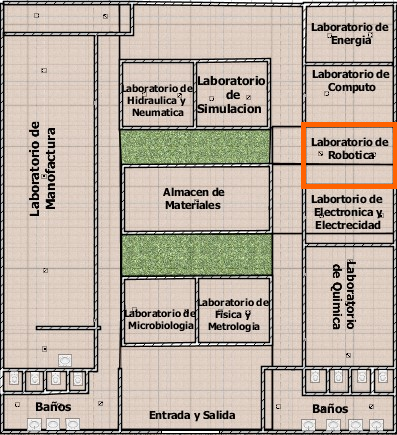 Laboratorio de
Energia
Laboratorio de
Computo
Laboratorio de
Hidraulica y
Neumatica
Laboratorio
de
Simulacion
Laboratorio de
Manofactura
Laboratorio de
Robotica
Almacen de
Materiales
Labortorio de
Electronica y
Electrecidad
Laboratorio
de Quimica
Laboratorio de
Microbiologia
Laboratorio de
Fisica y
Metrologia
Baños
Entrada y Salida
Baños